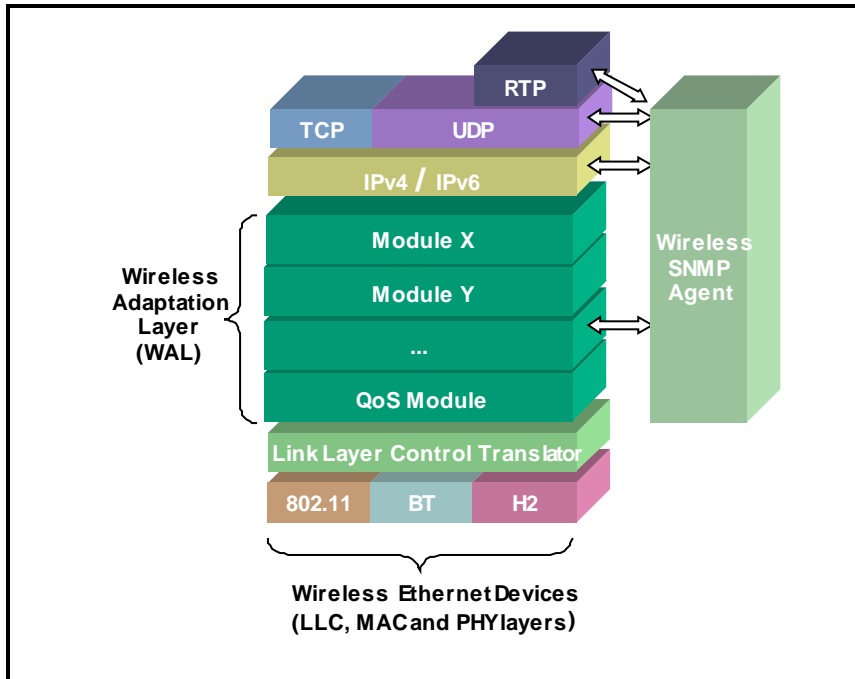 RTP
TCP
UDP
IPv4 / IPv6
Module X
Module Y
...
QoS Module
Wireless
Adaptation
Layer
(WAL)
Wireless
SNMP
Agent
Link Layer Control Translator
802.11
BT
H2
Wireless Ethernet Devices
(LLC, MAC and PHY layers)